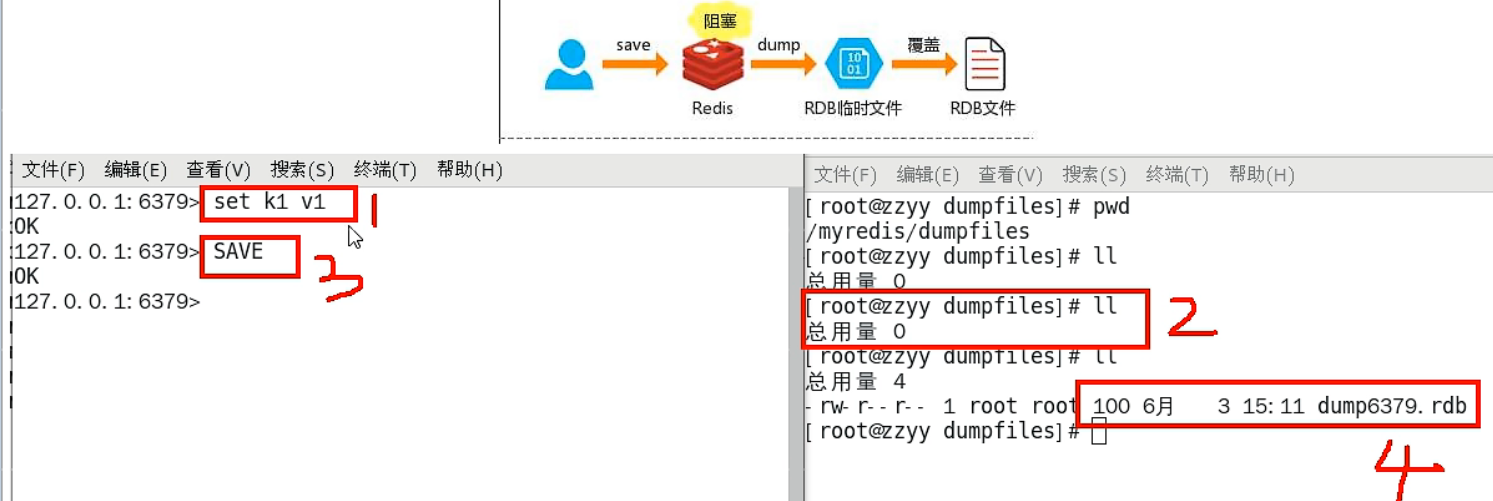 阻塞
save
dump
覆盖
Redis
RDB临时文件
RDB文件
文件(F) 编辑(E) 查看(V) 搜索(S) 终端(T) 帮助(H)
127.0.0.1:6379> set k1 v1
1
OK
127.0.0.1:6379> SAVE
3
OK
127.0.0.1:6379>
文件(F) 编辑(E) 查看(V) 搜索(S) 终端(T) 帮助(H)
[root@zzyy dumpfiles]# pwd
/myredis/dumpfiles
[root@zzyy dumpfiles]# ll
总用量 0
[root@zzyy dumpfiles]# ll
总用量 0
2
[root@zzyy dumpfiles]# ll
总用量 4
-rw-r--r-- 1 root root 100 6月 3 15:11 dump6379.rdb
[root@zzyy dumpfiles]#
4